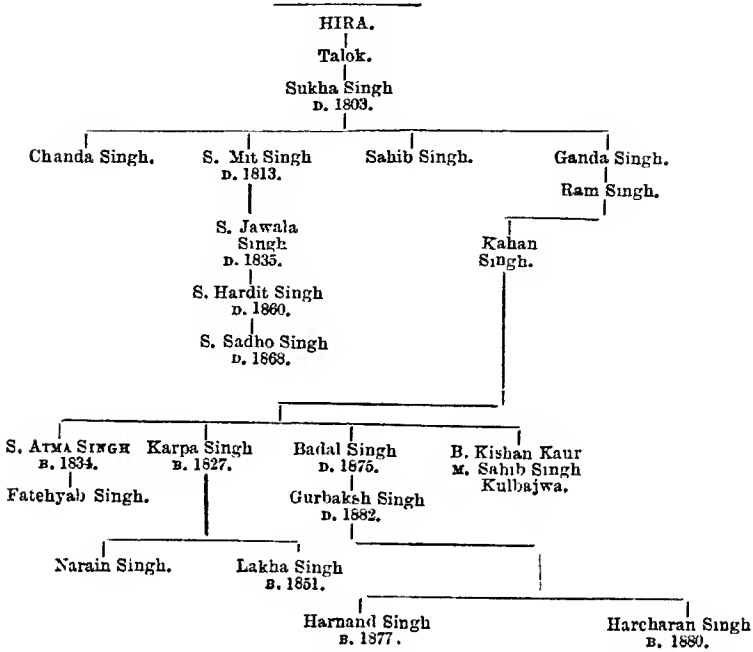 HIRA.
Talok.
Sukha Singh
D. 1803.
Chanda Singh. S. Mit Singh Sahib Singh. Ganda Singh.
D. 1813.
Ram Singh.
S. Jawala
Singh
D. 1835.
Kahan
Singh.
S. Hardit Singh
D. 1860.
S. Sadho Singh
D. 1868.
S. ATMA SINGH Karpa Singh Badal Singh B. Kishan Kaur
B. 1834. B. 1827. D. 1875. M. Sahib Singh
Kulbajwa.
Fatehyab Singh. Gurbaksh Singh
D. 1882.
Narain Singh. Lakha Singh
B. 1851.
Harnand Singh Harcharan Singh
B. 1877. B. 1880.